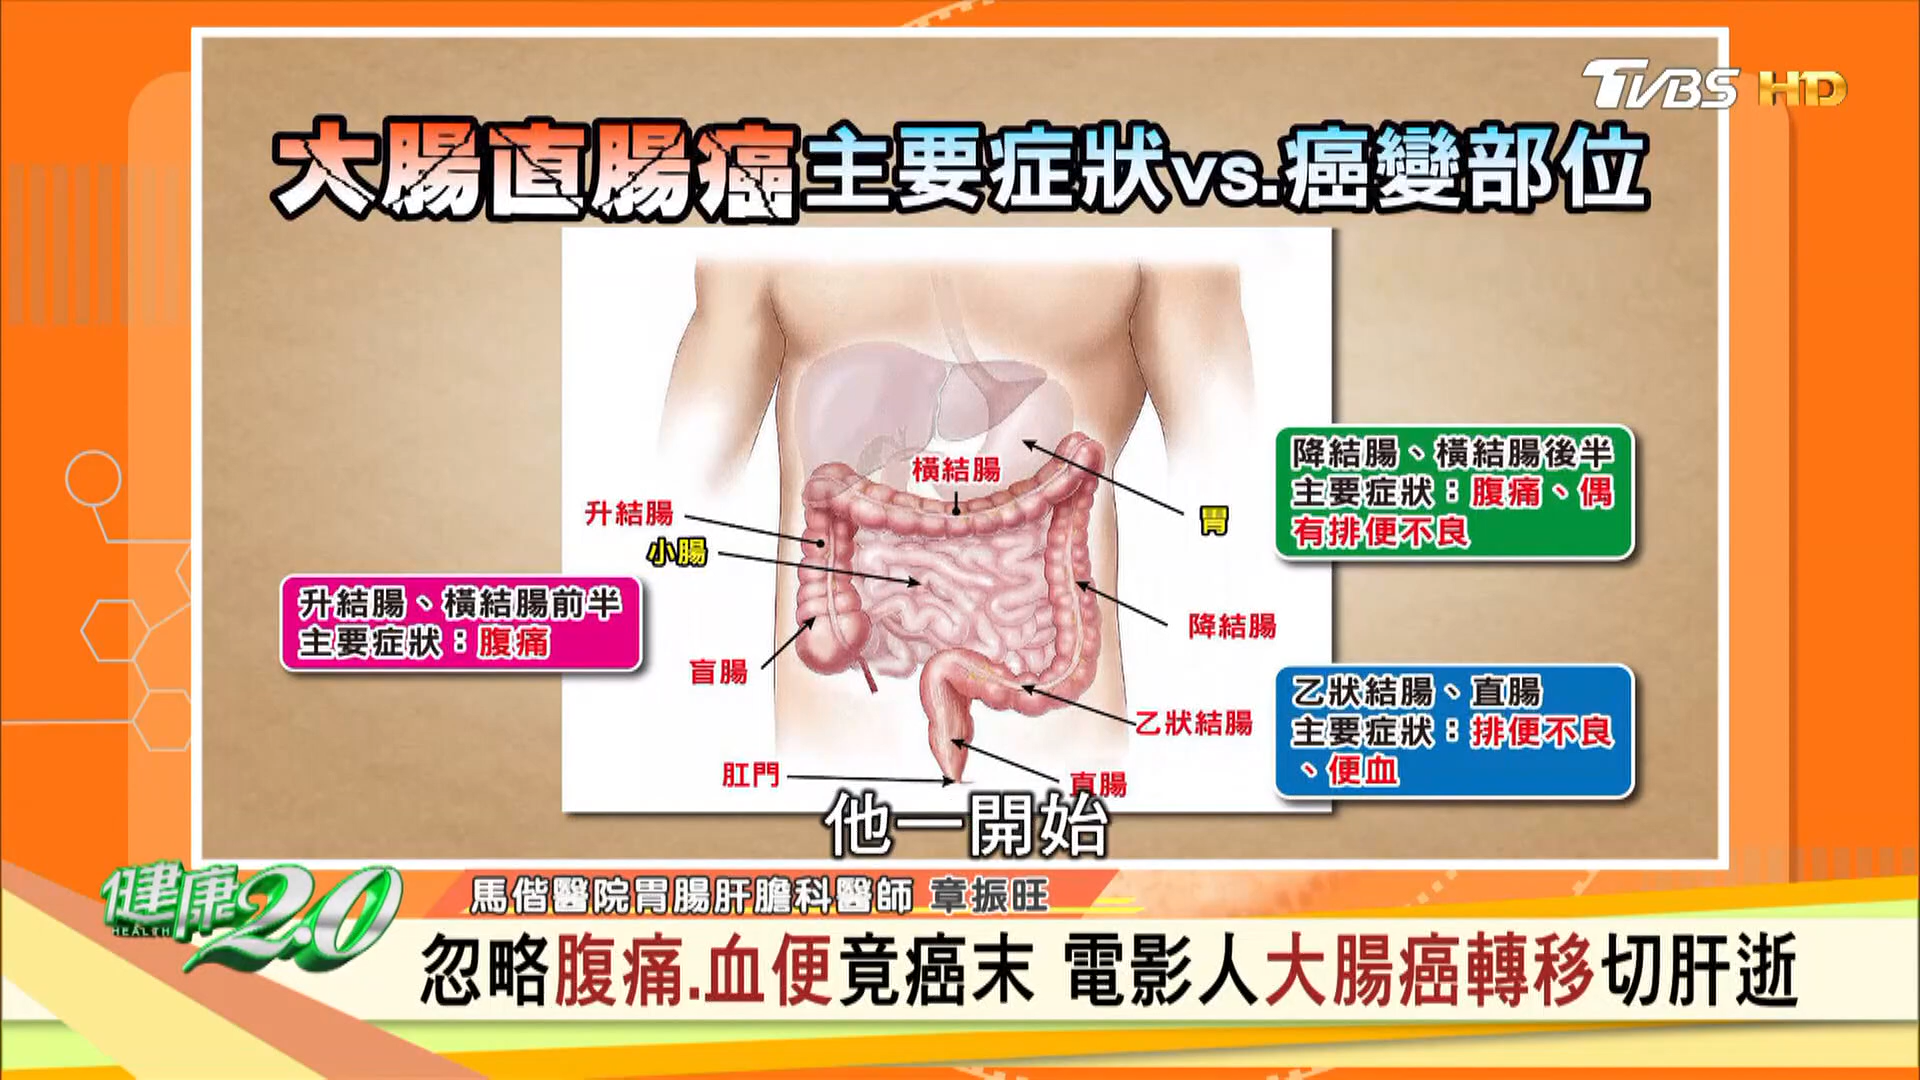 TVBS HD
大腸直腸癌主要症狀vs.癌變部位
橫結腸
升結腸
小腸
胃
降結腸、橫結腸後半
主要症狀：腹痛、偶
有排便不良
升結腸、橫結腸前半
主要症狀：腹痛
盲腸
降結腸
乙狀結腸
乙狀結腸、直腸
主要症狀：排便不良
、便血
肛門
直腸
他一開始
健康2.0
HEALTH
馬偕醫院胃腸肝膽科醫師 章振旺
忽略腹痛.血便竟癌末 電影人大腸癌轉移切肝逝